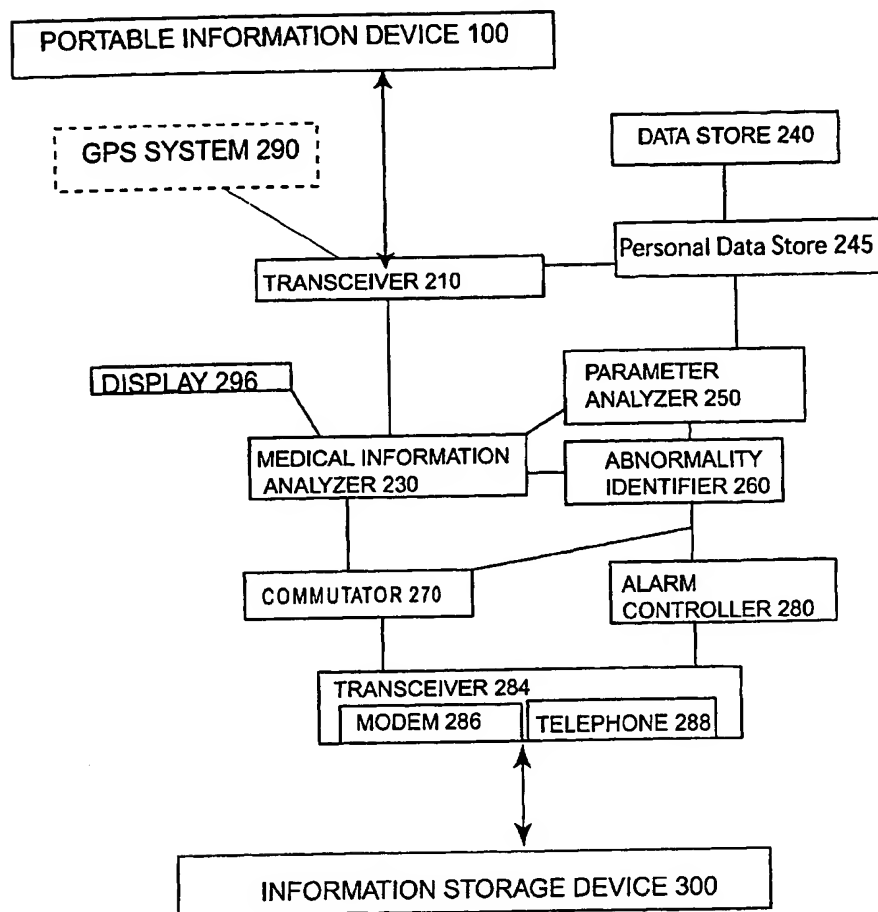 PORTABLE INFORMATION DEVICE 100
GPS SYSTEM 290
DATA STORE 240
Personal Data Store 245
TRANSCEIVER 210
DISPLAY 296
PARAMETER
ANALYZER 250
MEDICAL INFORMATION
ANALYZER 230
ABNORMALITY
IDENTIFIER 260
COMMUTATOR 270
ALARM
CONTROLLER 280
TRANSCEIVER 284
MODEM 286
TELEPHONE 288
INFORMATION STORAGE DEVICE 300